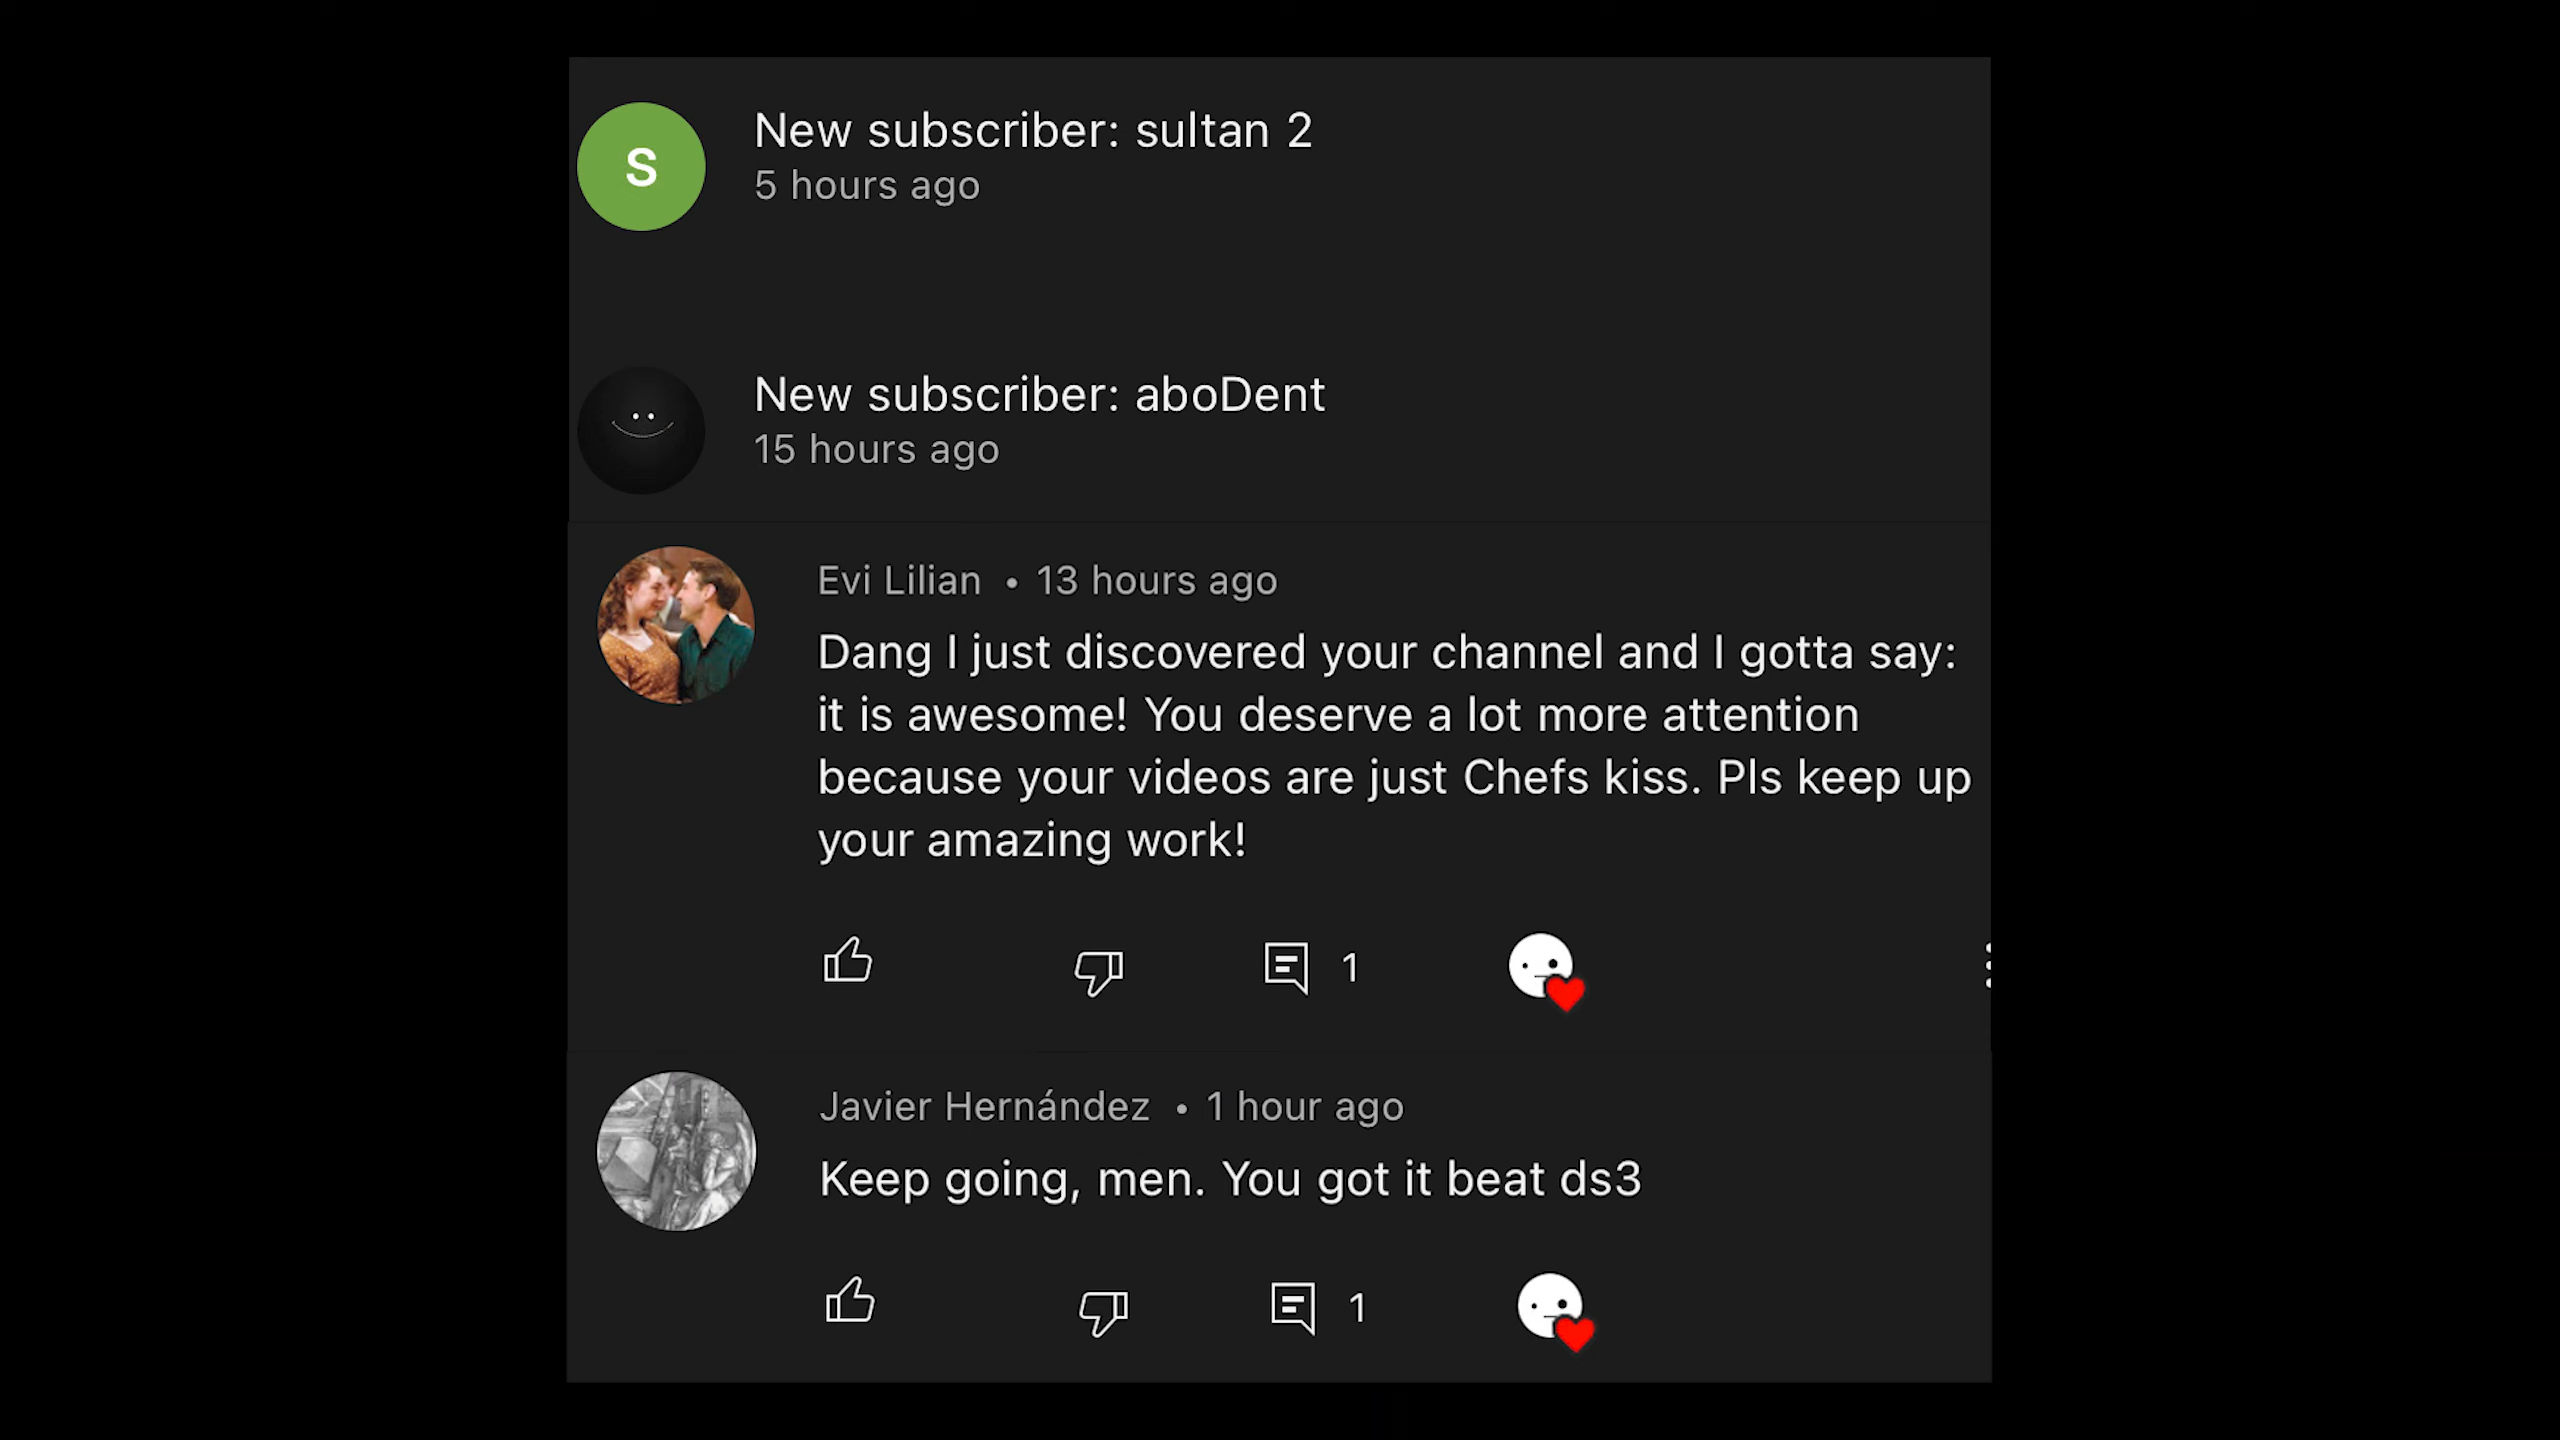 S
New subscriber: sultan 2
5 hours ago
New subscriber: aboDent
15 hours ago
Evi Lilian • 13 hours ago
Dang I just discovered your channel and I gotta say:
it is awesome! You deserve a lot more attention
because your videos are just Chefs kiss. Pls keep up
your amazing work!
1
Javier Hernández • 1 hour ago
Keep going, men. You got it beat ds3
1